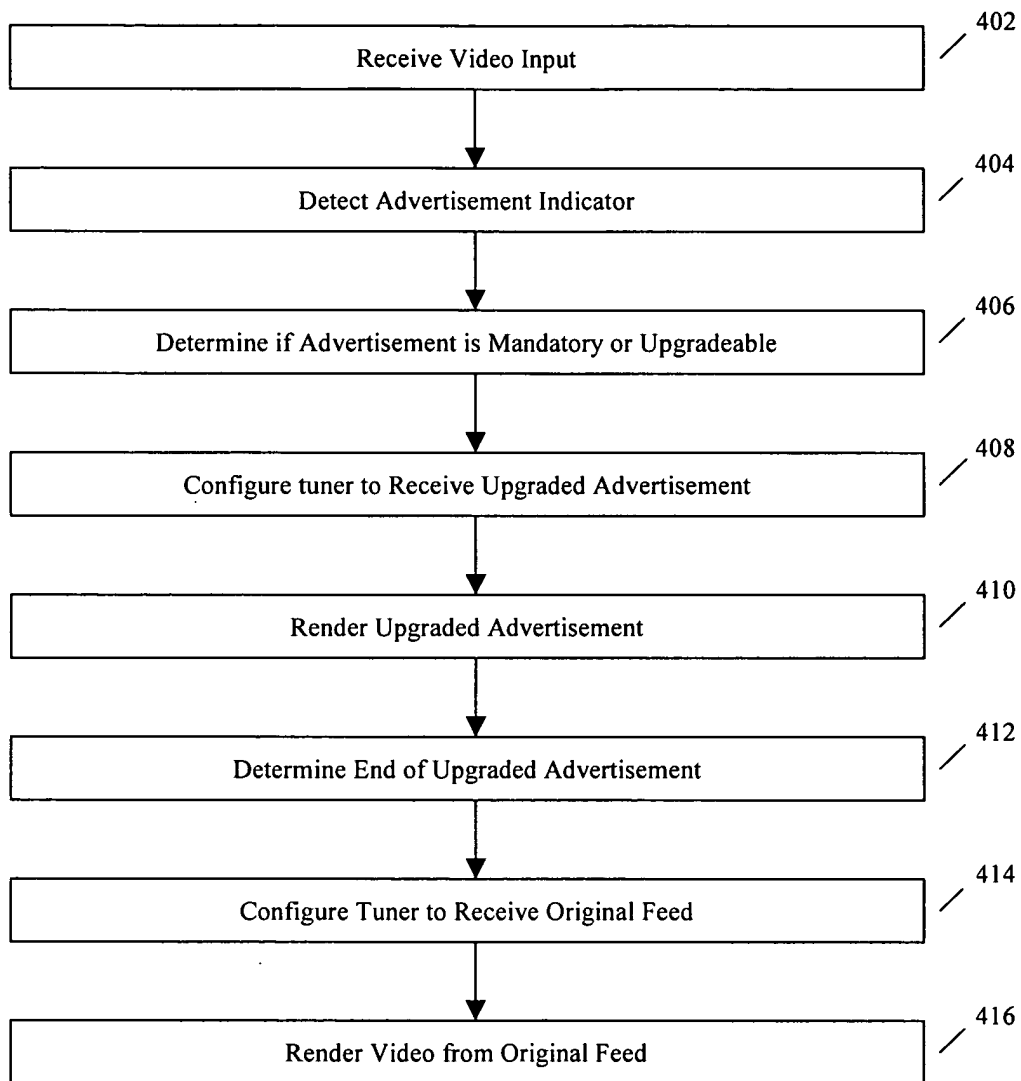 402
Receive Video Input
404
Detect Advertisement Indicator
406
Determine if Advertisement is Mandatory or Upgradeable
408
Configure tuner to Receive Upgraded Advertisement
410
Render Upgraded Advertisement
412
Determine End of Upgraded Advertisement
414
Configure Tuner to Receive Original Feed
416
Render Video from Original Feed